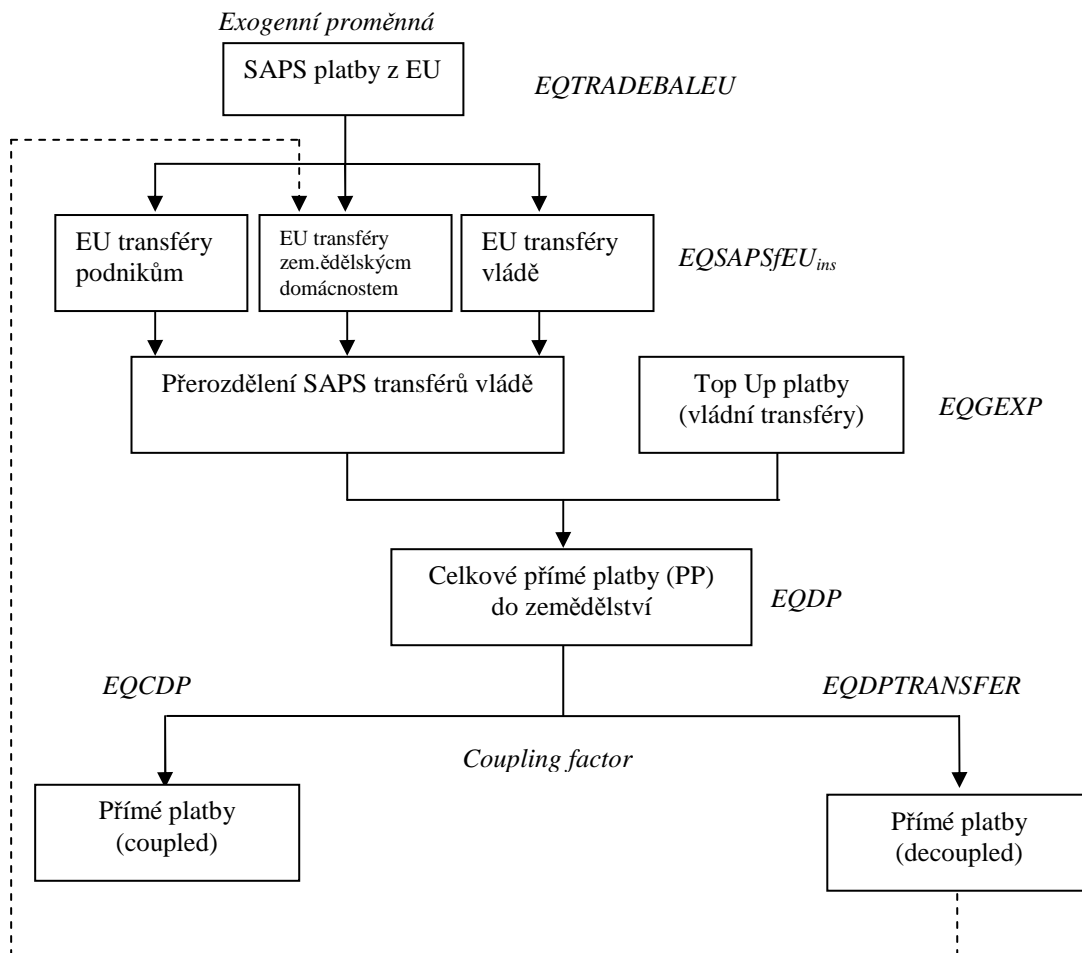 Exogenní proměnná
SAPS platby z EU
EQTRADEBALEU
EU transféry
podnikům
EU transféry
zem.ědělskýcm
domácnostem
EU transféry
vládě
EQSAPSfEUins
Přerozdělení SAPS transférů vládě
Top Up platby
(vládní transféry)
EQGEXP
Celkové přímé platby (PP)
do zemědělství
EQDP
EQCDP
EQDPTRANSFER
Coupling factor
Přímé platby
(coupled)
Přímé platby
(decoupled)